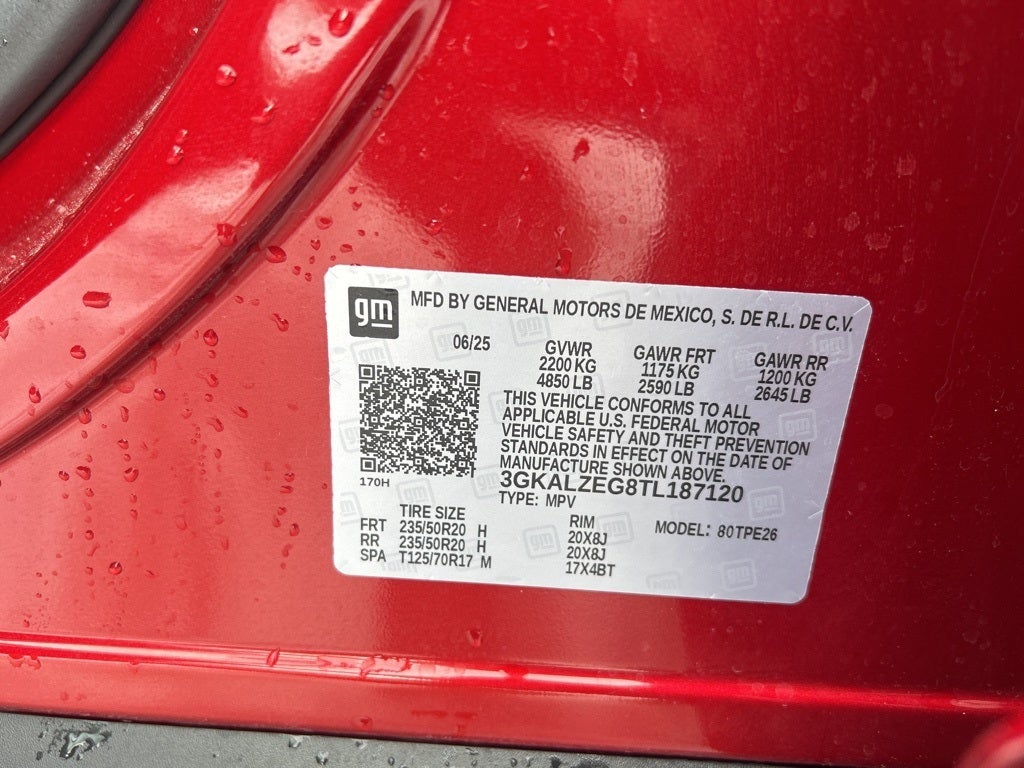 gm MFD BY GENERAL MOTORS DE MEXICO, S. DE R.L. DE C.V.
06/25
GVWR GAWR FRT GAWR RR
2200 KG 1175 KG 1200 KG
4850 LB 2590 LB 2645 LB
THIS VEHICLE CONFORMS TO ALL
APPLICABLE U.S. FEDERAL MOTOR
VEHICLE SAFETY AND THEFT PREVENTION
STANDARDS IN EFFECT ON THE DATE OF
MANUFACTURE SHOWN ABOVE.
170H
3GKALZEG8TL187120
TYPE: MPV
TIRE SIZE RIM MODEL: 80TPE26
FRT 235/50R20 H 20X8J
RR 235/50R20 H 20X8J
SPA T125/70R17 M 17X4BT